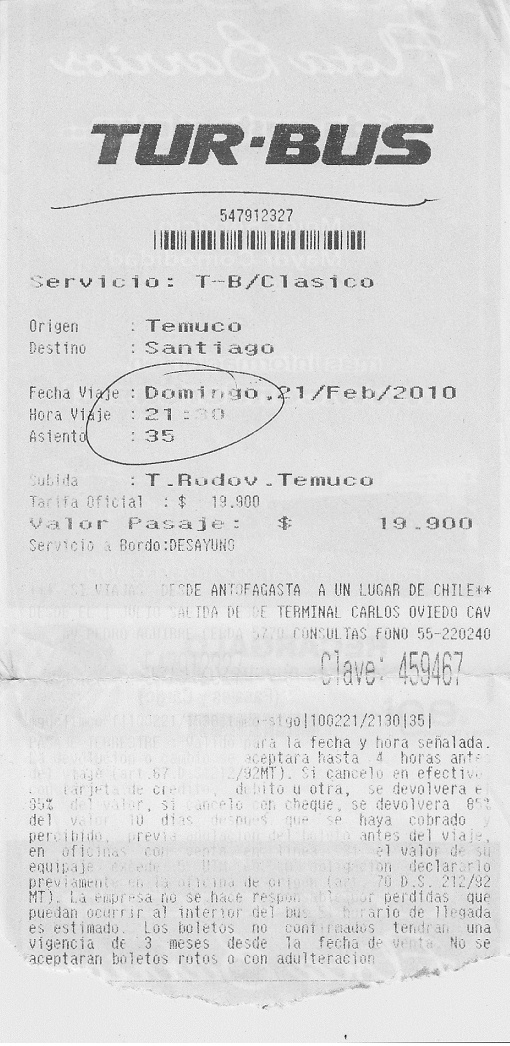 TUR-BUS
547912327
Servicio: T-B/Clasico
Origen : Temuco
Destino : Santiago
Fecha Viaje : Domingo,21/Feb/2010
Hora Viaje : 21:30
Asiento : 35
Subida : T.Rodov.Temuco
Tarifa Oficial : $ 19.900
Valor Pasaje: $ 19.900
Servicio a Bordo:DESAYUNO
SI VIAJAS DESDE ANTOFAGASTA A UN LUGAR DE CHILE**
SALIDA DE DE TERMINAL CARLOS OVIEDO CAV
CONSULTAS FONO 55-220240
Clave: 459467
|100221/2130|35|
para la fecha y hora señalada.
aceptara hasta 4 horas antes
/92MT). Si cancelo en efectivo
con tarjeta de credito, debito u otra, se devolvera el
85% del valor, si cancelo con cheque, se devolvera 85%
del valor 10 dias despues que se haya cobrado y
percibido, previa del boleto antes del viaje,
en oficinas con el valor de su
equipaje declararlo
previamente en la oficina de origen (art. 70 D.S. 212/92
MT). La empresa no se hace responsable por perdidas que
puedan ocurrir al interior del bus. Horario de llegada
es estimado. Los boletos no confirmados tendran una
vigencia de 3 meses desde la fecha de venta. No se
aceptaran boletos rotos o con adulteracion